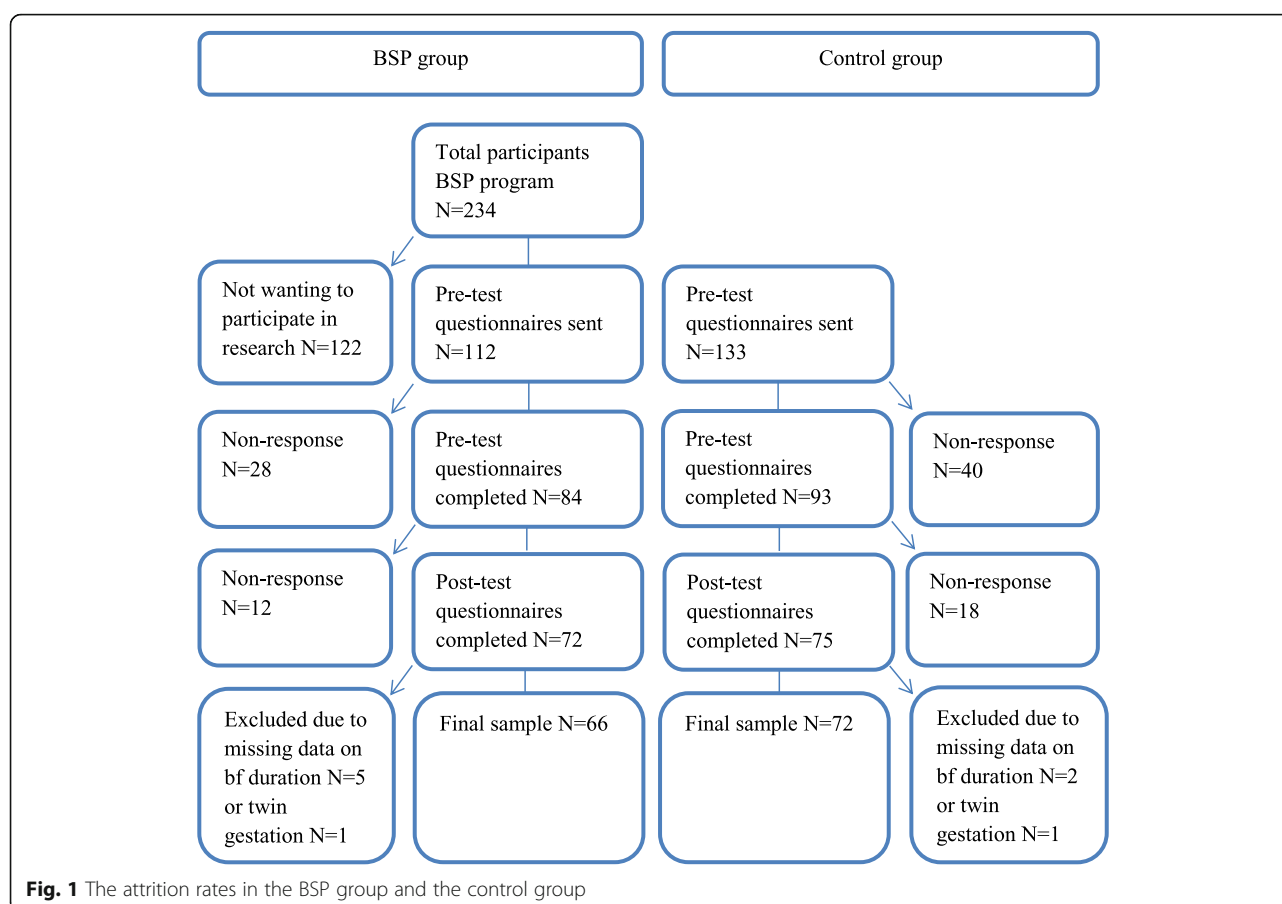 BSP group
Control group
Total participants
BSP program
N=234
Not wanting to
participate in
research N=122
Pre-test
questionnaires sent
N=112
Pre-test
questionnaires sent
N=133
Non-response
N=28
Pre-test
questionnaires
completed N=84
Pre-test
questionnaires
completed N=93
Non-response
N=40
Non-response
N=12
Post-test
questionnaires
completed N=72
Post-test
questionnaires
completed N=75
Non-response
N=18
Excluded due to
missing data on
bf duration N=5
or twin
gestation N=1
Final sample N=66
Final sample N=72
Excluded due to
missing data on
bf duration N=2
or twin
gestation N=1
Fig. 1 The attrition rates in the BSP group and the control group